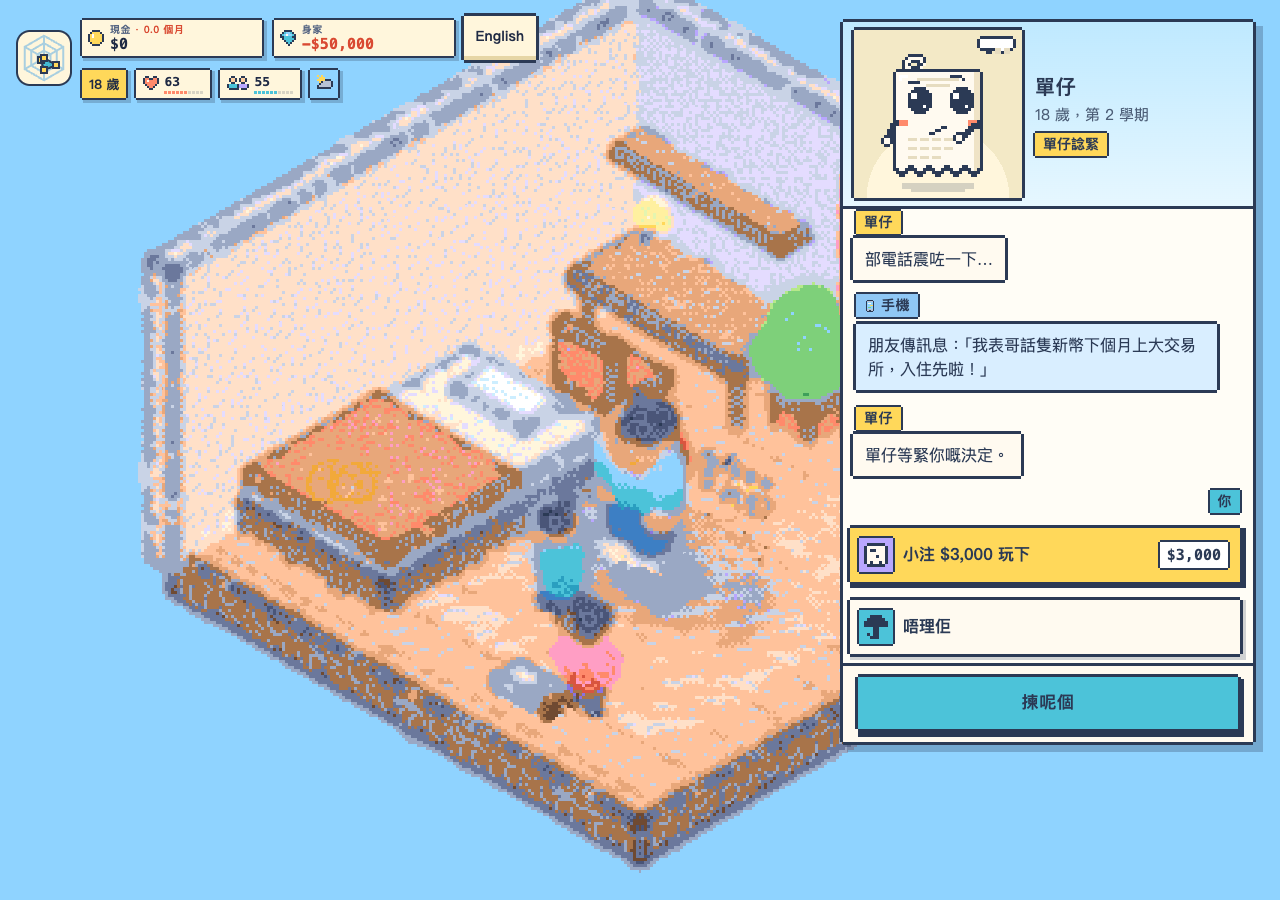 現金 · 0.0 個月
$0
身家
−$50,000
English
18 歲
63
55
單仔
18 歲，第 2 學期
單仔諗緊
單仔
部電話震咗一下…
手機
朋友傳訊息：「我表哥話隻新幣下個月上大交易
所，入住先啦！」
單仔
單仔等緊你嘅決定。
你
小注 $3,000 玩下
$3,000
唔理佢
揀呢個